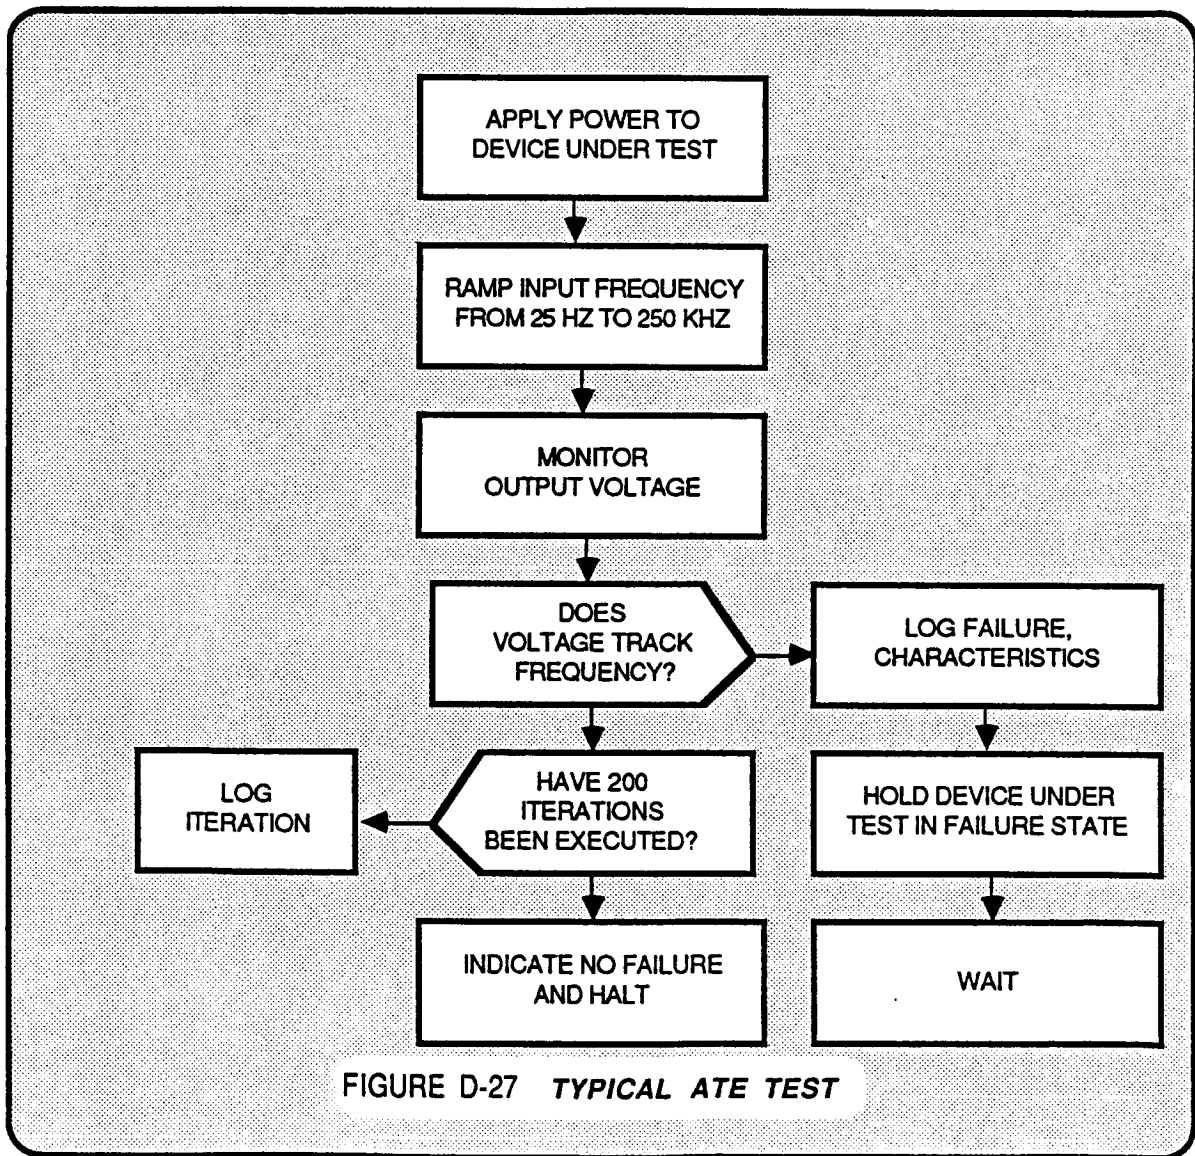 APPLY POWER TO
DEVICE UNDER TEST
RAMP INPUT FREQUENCY
FROM 25 HZ TO 250 KHZ
MONITOR
OUTPUT VOLTAGE
DOES
VOLTAGE TRACK
FREQUENCY?
LOG FAILURE,
CHARACTERISTICS
LOG
ITERATION
HAVE 200
ITERATIONS
BEEN EXECUTED?
HOLD DEVICE UNDER
TEST IN FAILURE STATE
INDICATE NO FAILURE
AND HALT
WAIT
FIGURE D-27 TYPICAL ATE TEST